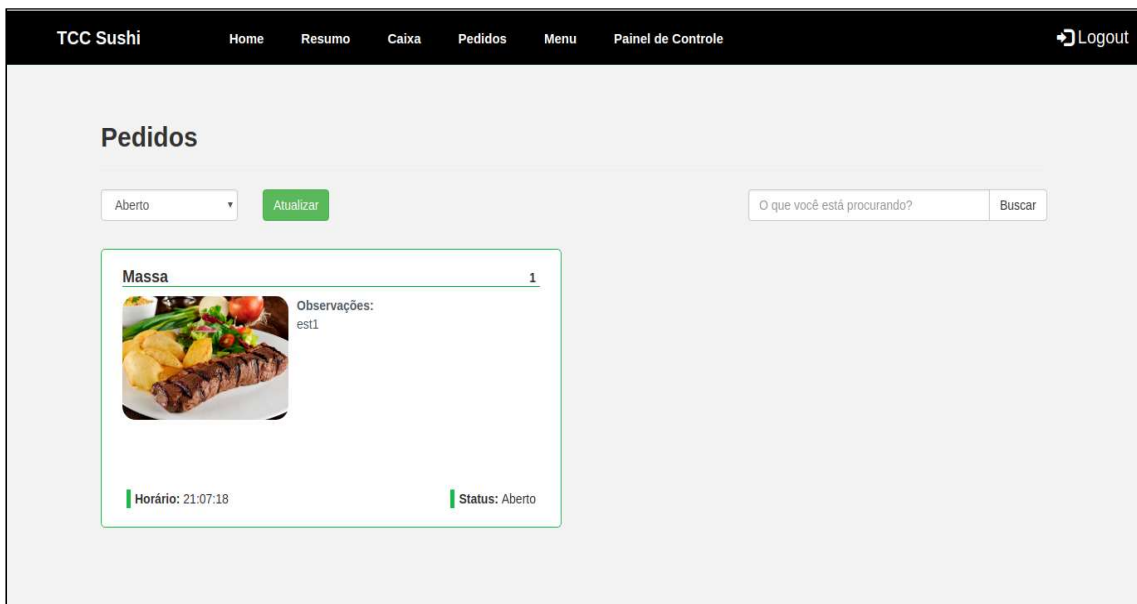 TCC Sushi Home Resumo Caixa Pedidos Menu Painel de Controle Logout
Pedidos
Aberto Atualizar O que você está procurando? Buscar
Massa 1
Observações:
est1
Horário: 21:07:18 Status: Aberto